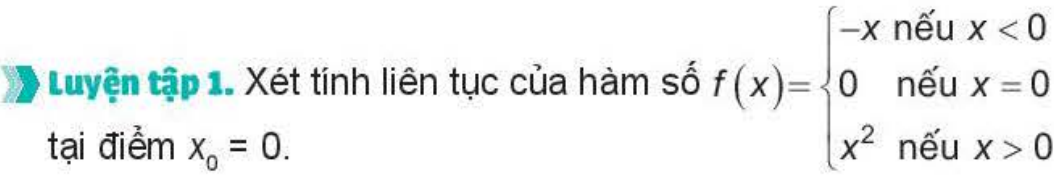 Luyện tập 1. Xét tính liên tục của hàm số f(x)= { -x nếu x < 0
0 nếu x = 0
x² nếu x > 0
tại điểm x₀ = 0.